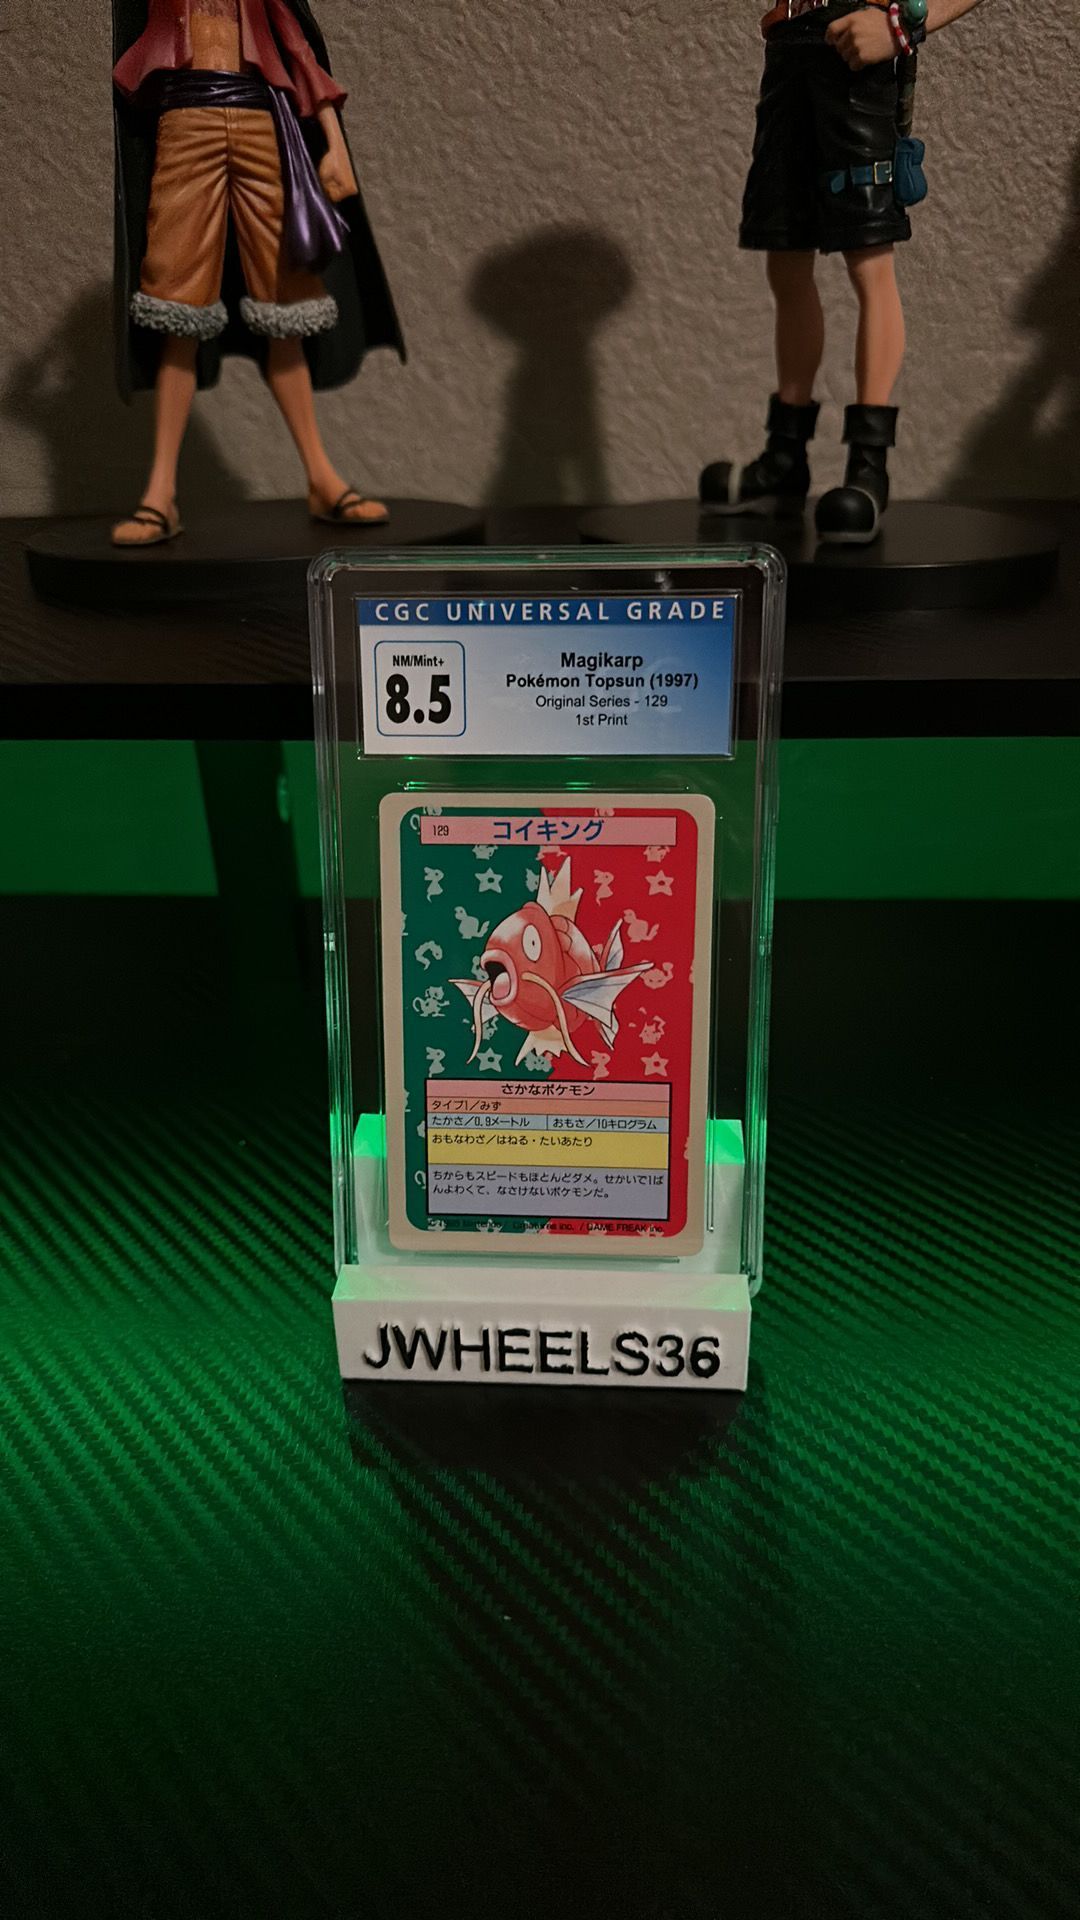 CGC UNIVERSAL GRADE
NM/Mint+
8.5
Magikarp
Pokémon Topsun (1997)
Original Series - 129
1st Print
129 コイキング
さかなポケモン
タイプ1/みず
たかさ/0.9メートル おもさ/10キログラム
おもなわざ/はねる・たいあたり
ちからもスピードもほとんどダメ。せかいで1ば
んよわくて、なさけないポケモンだ。
©1995 Nintendo / Creatures inc. / GAME FREAK inc.
JWHEELS36